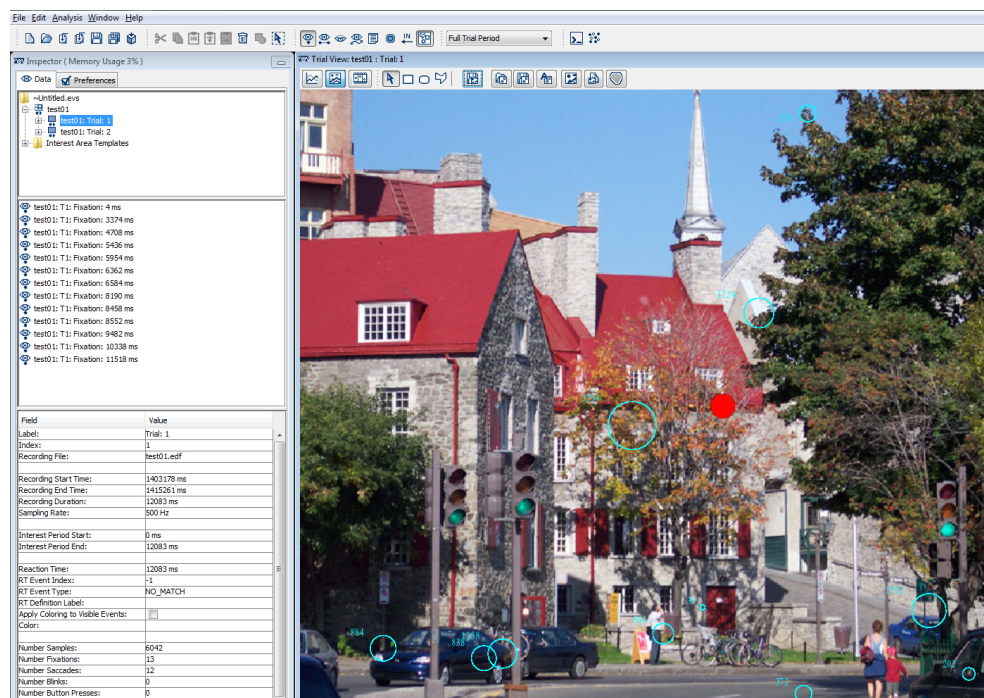 File Edit Analysis Window Help
IN
Full Trial Period
Inspector ( Memory Usage 3% )
Data Preferences
~Untitled.evs
test01
test01: Trial: 1
test01: Trial: 2
Interest Area Templates
test01: T1: Fixation: 4 ms
test01: T1: Fixation: 3374 ms
test01: T1: Fixation: 4708 ms
test01: T1: Fixation: 5436 ms
test01: T1: Fixation: 5954 ms
test01: T1: Fixation: 6362 ms
test01: T1: Fixation: 6584 ms
test01: T1: Fixation: 8190 ms
test01: T1: Fixation: 8458 ms
test01: T1: Fixation: 8552 ms
test01: T1: Fixation: 9482 ms
test01: T1: Fixation: 10338 ms
test01: T1: Fixation: 11518 ms
Field Value
Label: Trial: 1
Index: 1
Recording File: test01.edf
Recording Start Time: 1403178 ms
Recording End Time: 1415261 ms
Recording Duration: 12083 ms
Sampling Rate: 500 Hz
Interest Period Start: 0 ms
Interest Period End: 12083 ms
Reaction Time: 12083 ms
RT Event Index: -1
RT Event Type: NO_MATCH
RT Definition Label:
Apply Coloring to Visible Events:
Color:
Number Samples: 6042
Number Fixations: 13
Number Saccades: 12
Number Blinks: 0
Number Button Presses: 0
Trial View: test01 : Trial: 1
884
838
202
372